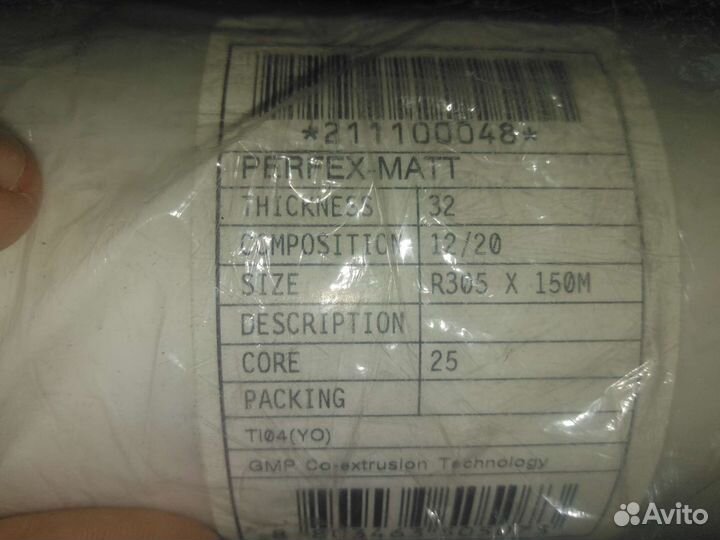 *211100048*
PERFEX-MATT
THICKNESS 32
COMPOSITION 12/20
SIZE R305 X 150M
DESCRIPTION
CORE 25
PACKING
TI04(YO)
GMP Co-extrusion Technology
Avito